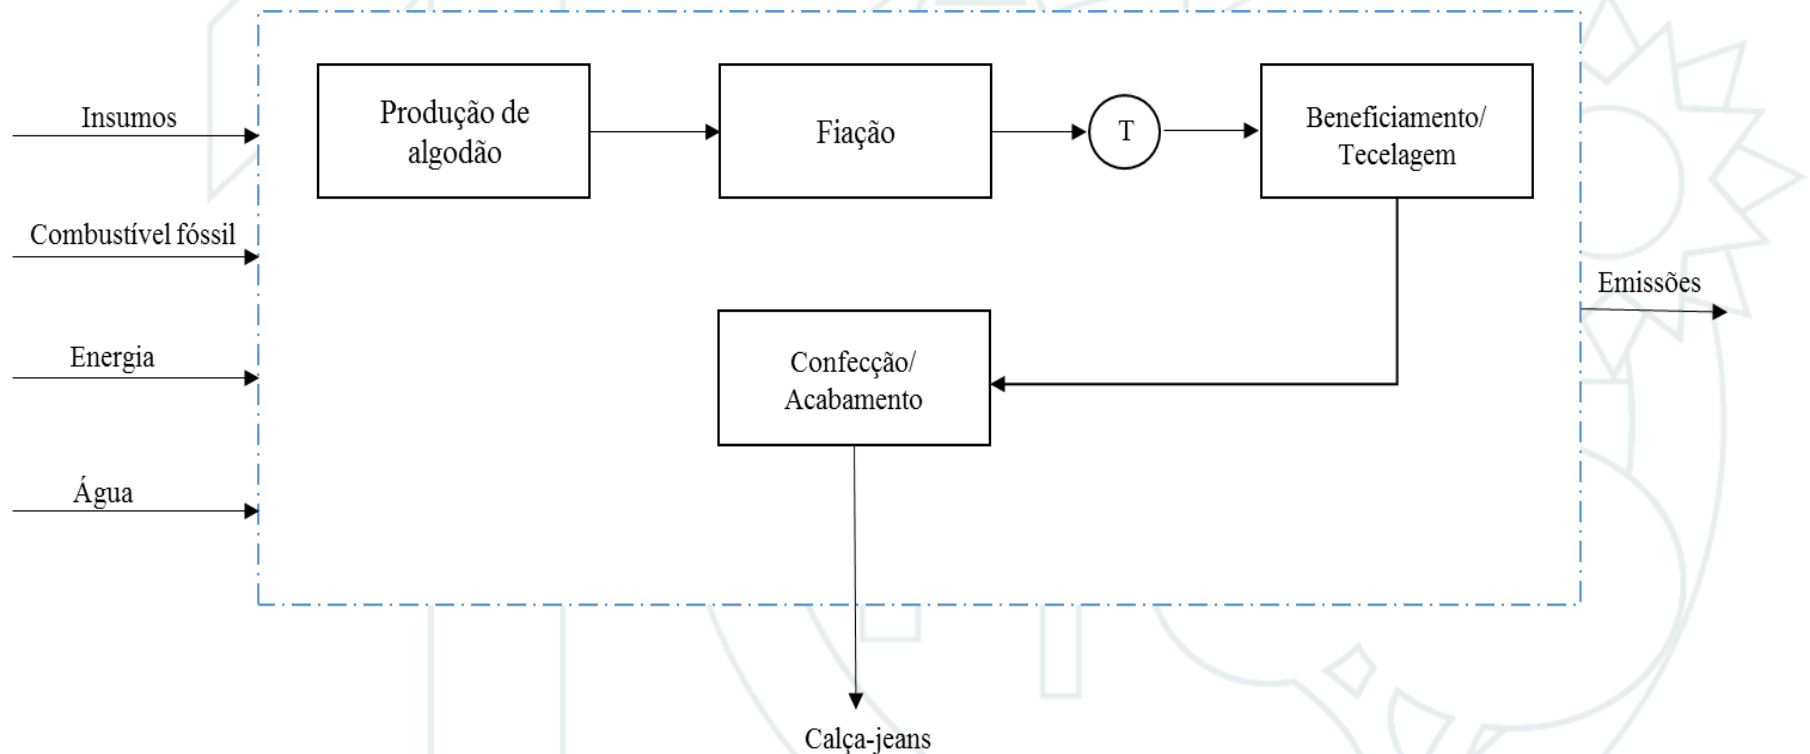 Insumos
Combustível fóssil
Energia
Água
Produção de
algodão
Fiação
T
Beneficiamento/
Tecelagem
Confecção/
Acabamento
Emissões
Calça-jeans